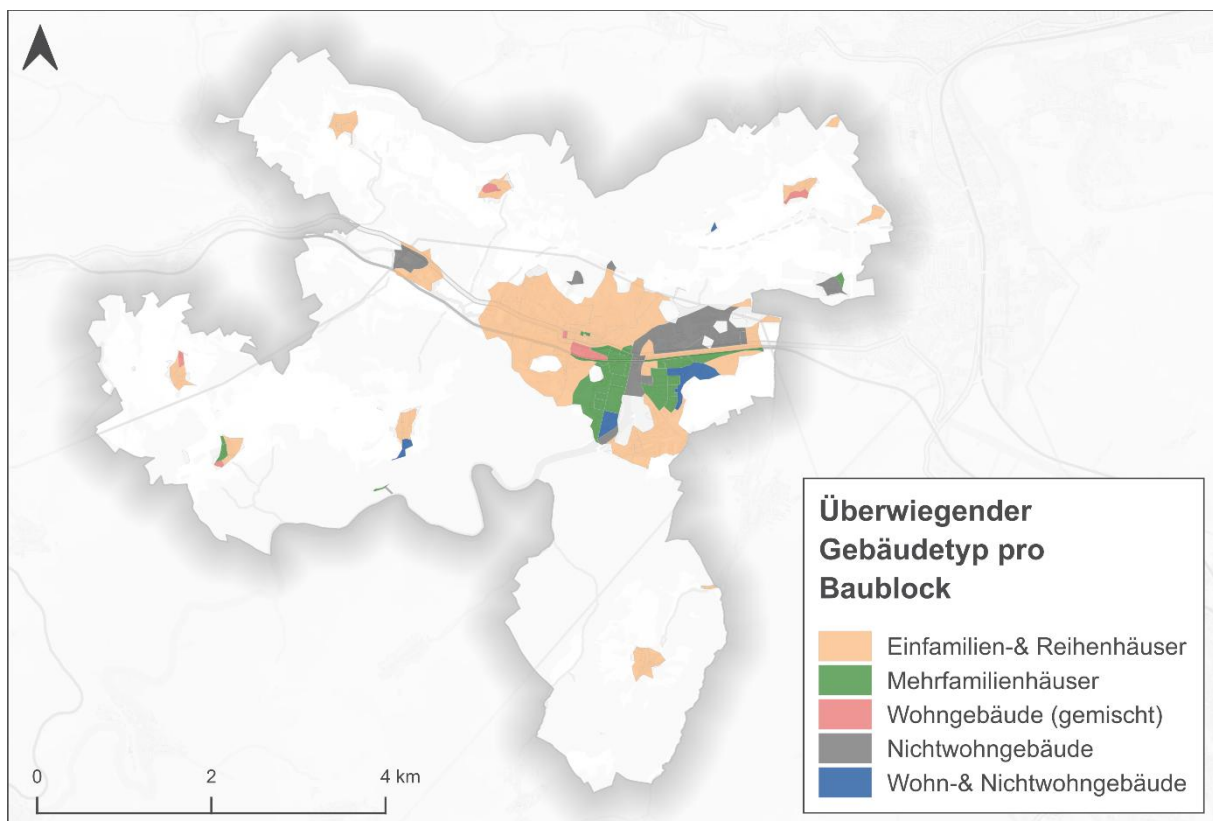 Überwiegender
Gebäudetyp pro
Baublock
Einfamilien-& Reihenhäuser
Mehrfamilienhäuser
Wohngebäude (gemischt)
Nichtwohngebäude
Wohn-& Nichtwohngebäude
0 2 4 km